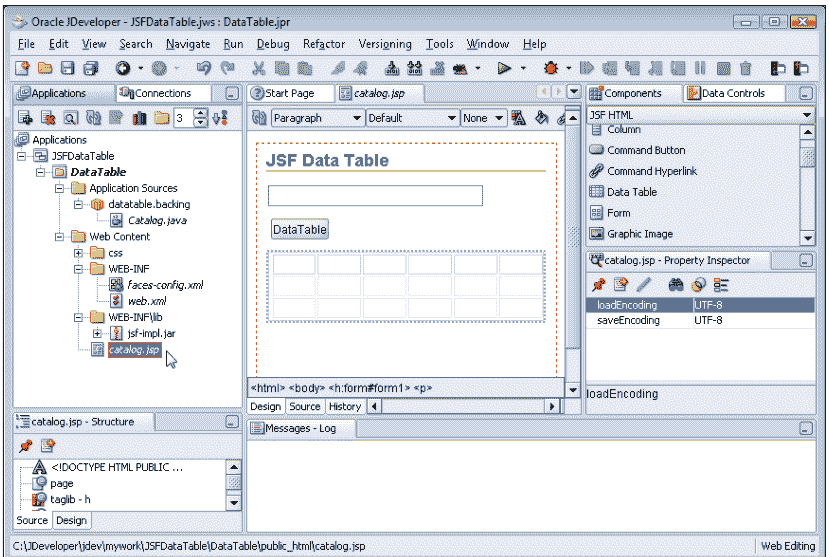 Oracle JDeveloper - JSFDataTable.jws : DataTable.jpr
File Edit View Search Navigate Run Debug Refactor Versioning Tools Window Help
Applications Connections
3
Applications
JSFDataTable
DataTable
Application Sources
datatable.backing
Catalog.java
Web Content
css
WEB-INF
faces-config.xml
web.xml
WEB-INF\lib
jsf-impl.jar
catalog.jsp
catalog.jsp - Structure
<!DOCTYPE HTML PUBLIC ...
page
taglib - h
Source Design
Start Page catalog.jsp
Paragraph Default None
JSF Data Table
DataTable
<html> <body> <h:form#form1> <p>
Design Source History
Messages - Log
Components Data Controls
JSF HTML
Column
Command Button
Command Hyperlink
Data Table
Form
Graphic Image
catalog.jsp - Property Inspector
loadEncoding UTF-8
saveEncoding UTF-8
loadEncoding
C:\JDeveloper\jdev\mywork\JSFDataTable\DataTable\public_html\catalog.jsp
Web Editing